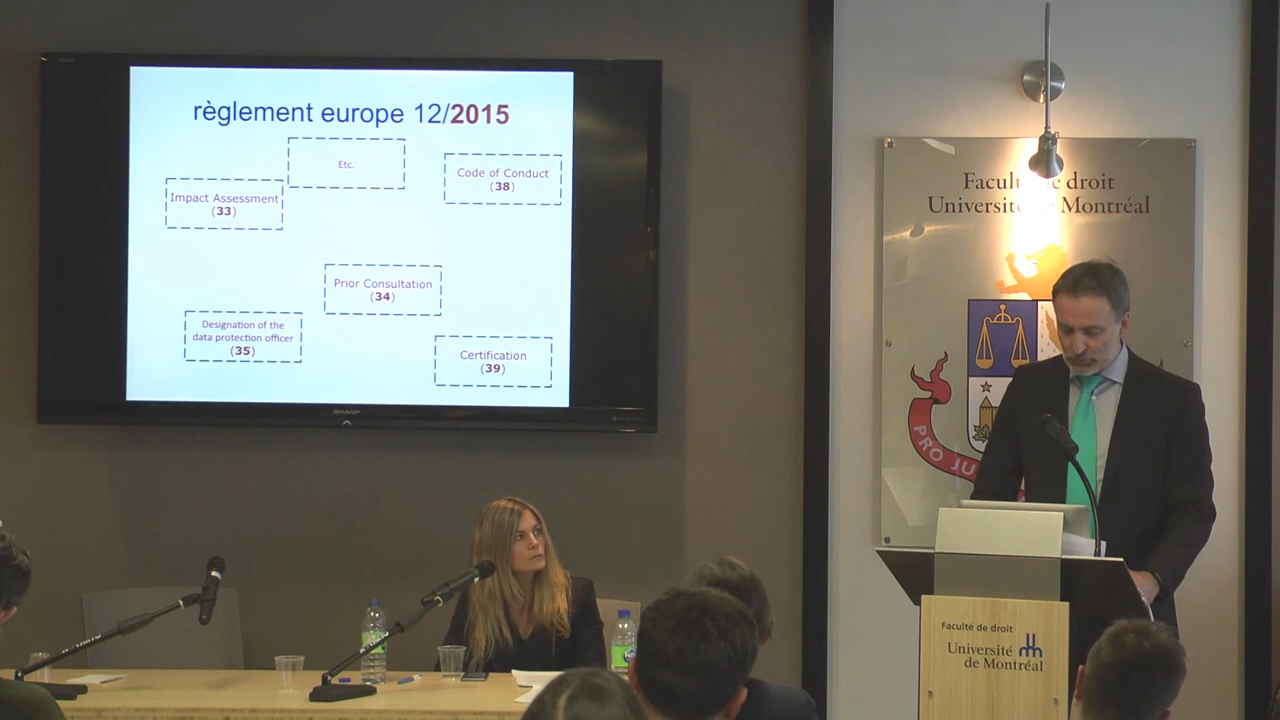 règlement europe 12/2015
Etc.
Code of Conduct
(38)
Impact Assessment
(33)
Prior Consultation
(34)
Designation of the
data protection officer
(35)
Certification
(39)
SHARP
Faculté de droit
Université de Montréal
PRO JU
Faculté de droit
Université
de Montréal